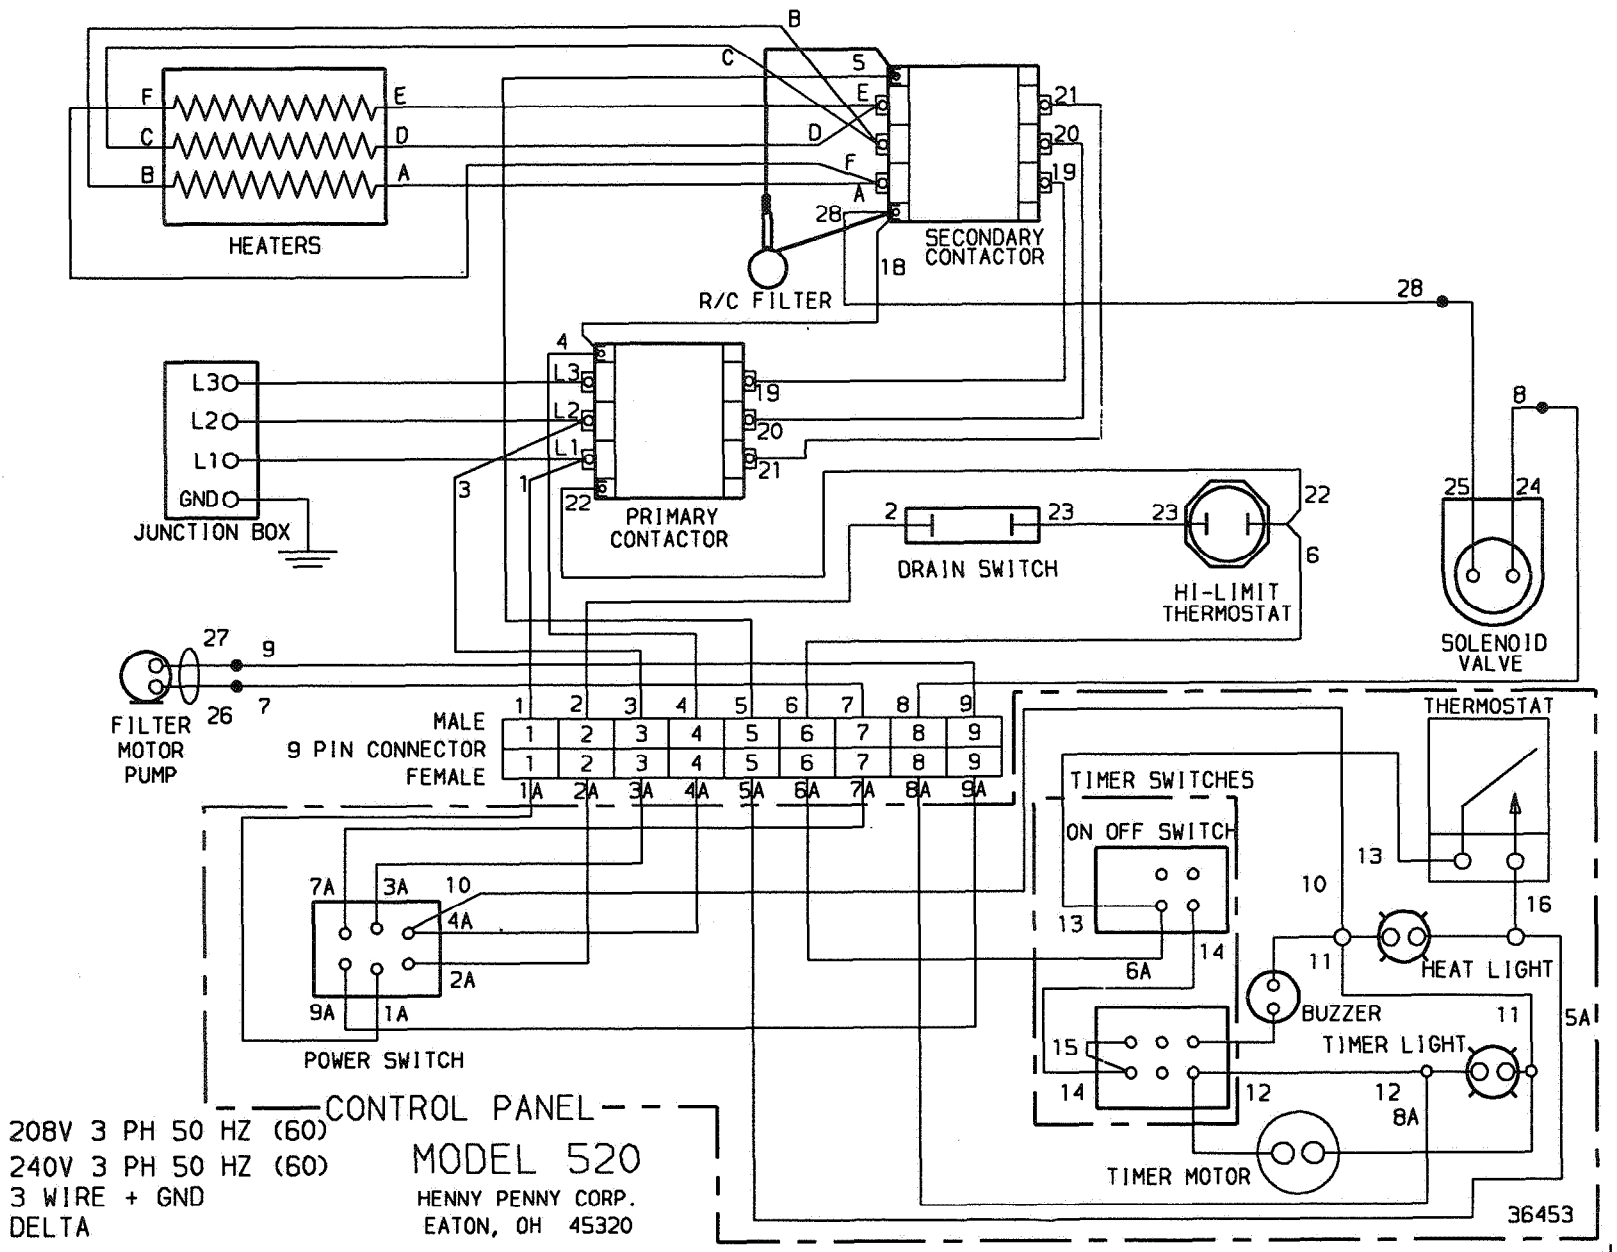 B
C
5
F
E
E
21
C
D
D
20
B
A
F
A
19
28
HEATERS
SECONDARY
CONTACTOR
18
R/C FILTER
28
4
L3
L3
19
8
L2
L2
20
L1
L1
21
3
1
22
GND
JUNCTION BOX
PRIMARY
CONTACTOR
2
23
23
22
25
24
6
DRAIN SWITCH
HI-LIMIT
THERMOSTAT
SOLENOID
VALVE
27
9
26
7
FILTER
MOTOR
PUMP
1 2 3 4 5 6 7 8 9
MALE
1 2 3 4 5 6 7 8 9
9 PIN CONNECTOR
1 2 3 4 5 6 7 8 9
FEMALE
1A 2A 3A 4A 5A 6A 7A 8A 9A
THERMOSTAT
TIMER SWITCHES
ON OFF SWITCH
13
7A
3A
10
10
16
4A
13
14
2A
6A
11
HEAT LIGHT
9A
1A
BUZZER
11
5A
POWER SWITCH
15
TIMER LIGHT
14
12
12
8A
CONTROL PANEL
TIMER MOTOR
208V 3 PH 50 HZ (60)
240V 3 PH 50 HZ (60)
3 WIRE + GND
DELTA
MODEL 520
HENNY PENNY CORP.
EATON, OH 45320
36453